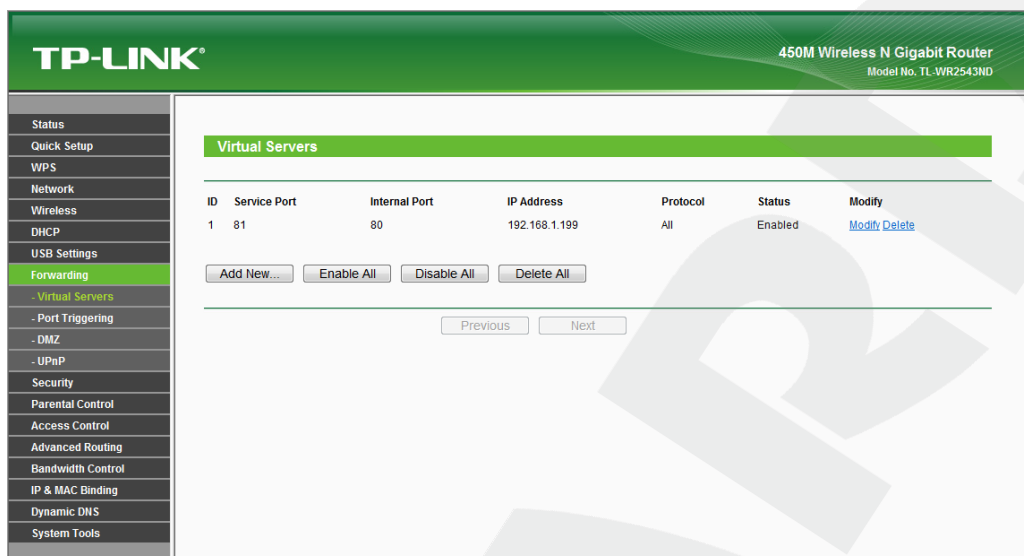 TP-LINK®
450M Wireless N Gigabit Router
Model No. TL-WR2543ND
Status
Quick Setup
WPS
Network
Wireless
DHCP
USB Settings
Forwarding
- Virtual Servers
- Port Triggering
- DMZ
- UPnP
Security
Parental Control
Access Control
Advanced Routing
Bandwidth Control
IP & MAC Binding
Dynamic DNS
System Tools
Virtual Servers
ID Service Port Internal Port IP Address Protocol Status Modify
1 81 80 192.168.1.199 All Enabled Modify Delete
Add New... Enable All Disable All Delete All
Previous Next